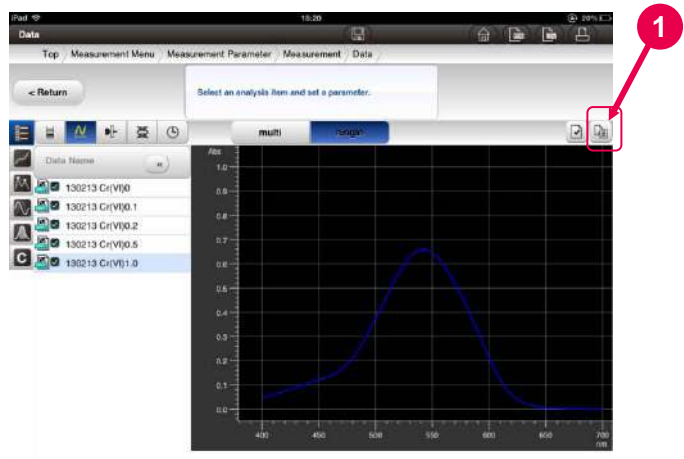 iPad 15:20 20%
Data
Top Measurement Menu Measurement Parameter Measurement Data
< Return
Select an analysis item and set a parameter.
multi single
Data Name «
130213 Cr(VI)0
130213 Cr(VI)0.1
130213 Cr(VI)0.2
130213 Cr(VI)0.5
130213 Cr(VI)1.0
C
Abs
1.0
0.9
0.8
0.7
0.6
0.5
0.4
0.3
0.2
0.1
0.0
400 450 500 550 600 650 700
nm
1